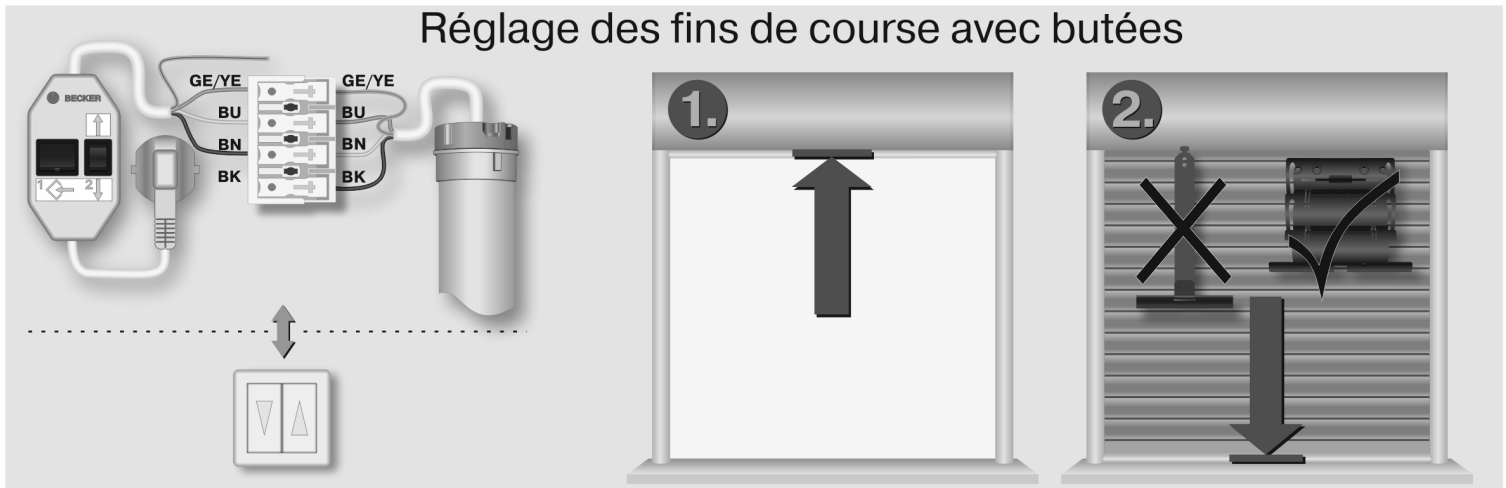 Réglage des fins de course avec butées
BECKER
1
2
GE/YE
GE/YE
BU
BU
BN
BN
BK
BK
1.
2.